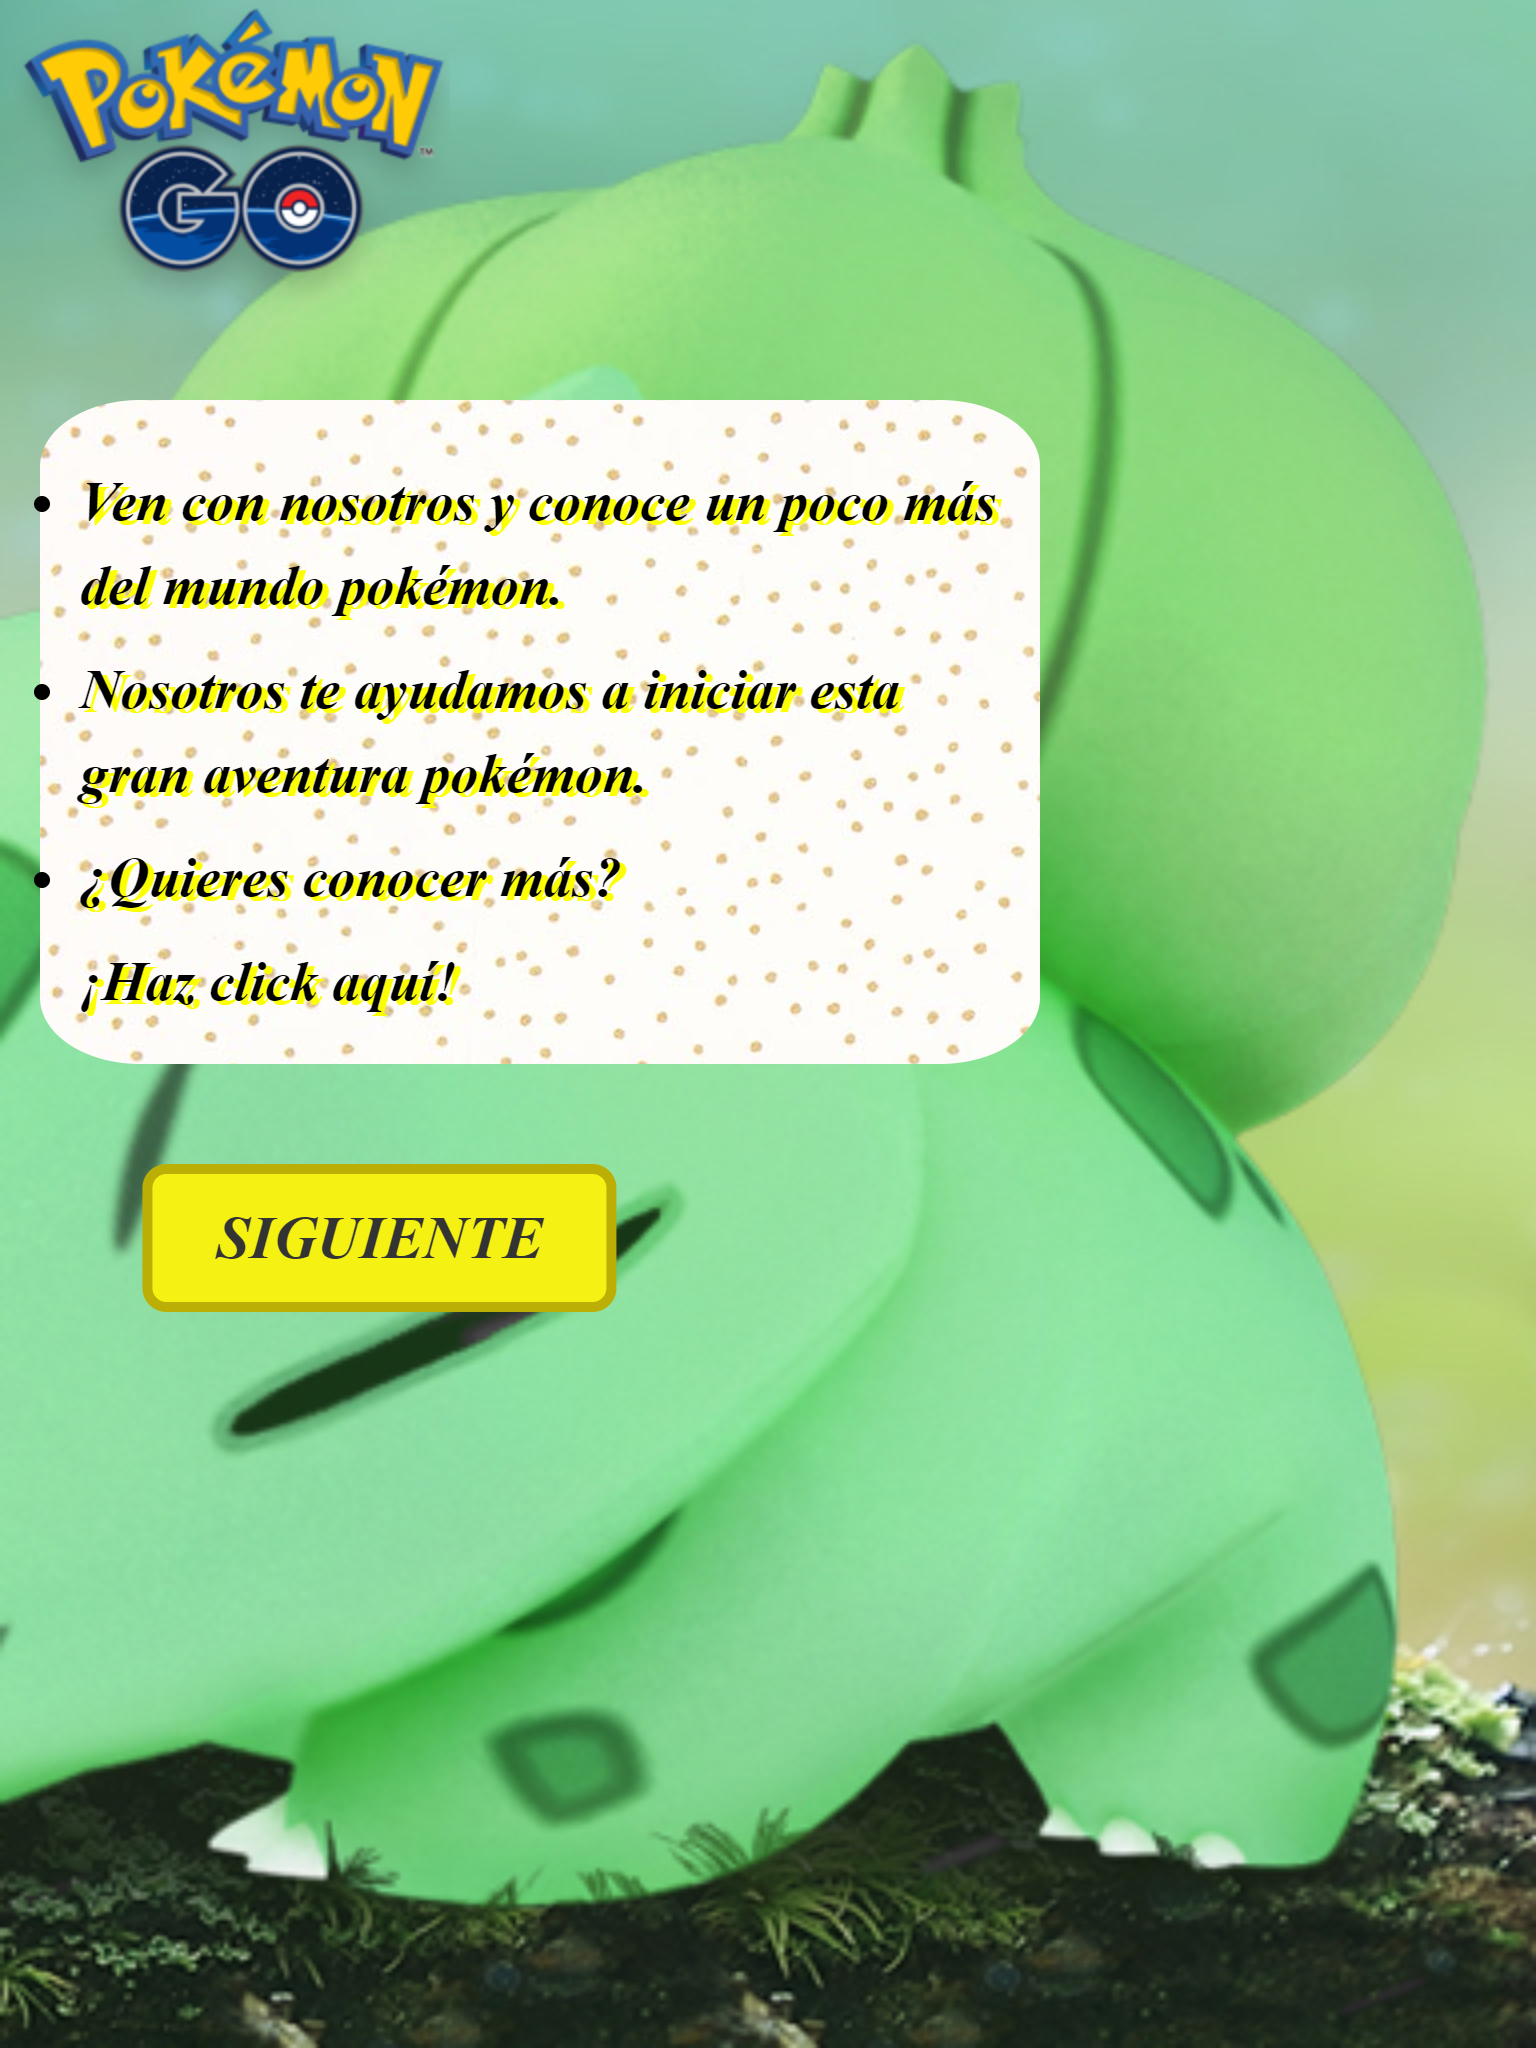 Pokémon
GO
™
Ven con nosotros y conoce un poco más
del mundo pokémon.
Nosotros te ayudamos a iniciar esta
gran aventura pokémon.
¿Quieres conocer más?
¡Haz click aquí!
SIGUIENTE